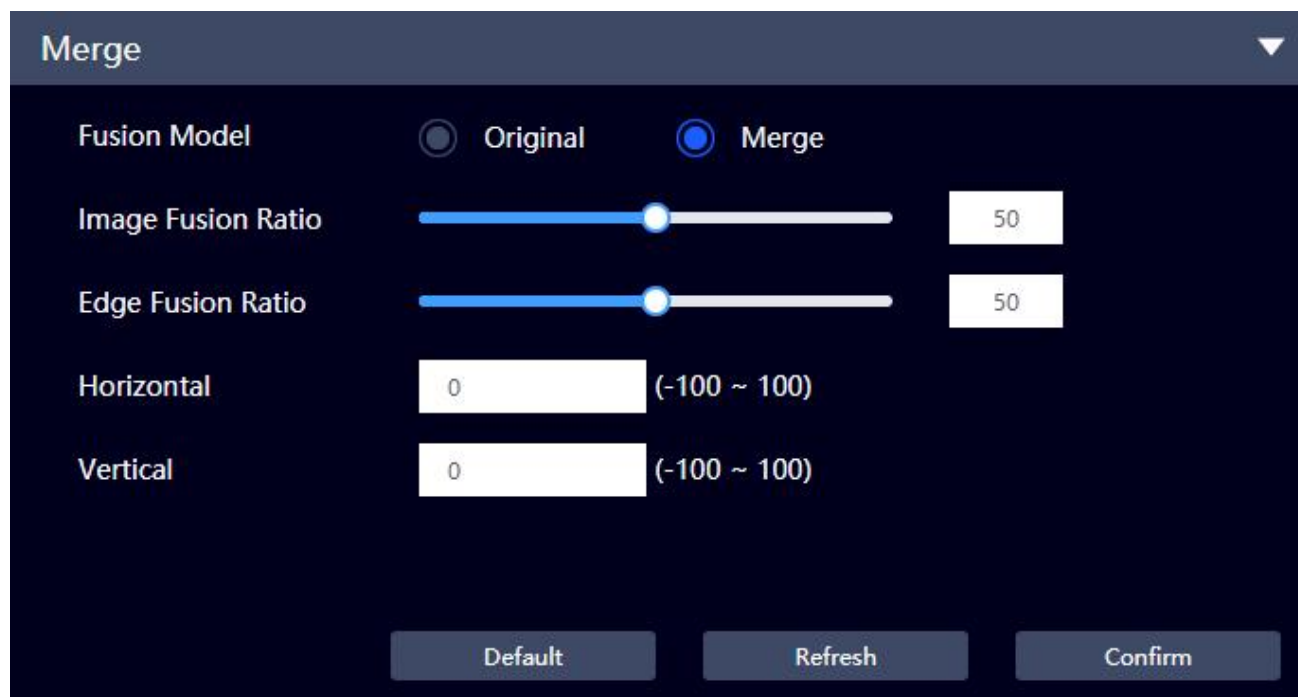 Merge
Fusion Model Original Merge
Image Fusion Ratio 50
Edge Fusion Ratio 50
Horizontal 0 (-100 ~ 100)
Vertical 0 (-100 ~ 100)
Default Refresh Confirm